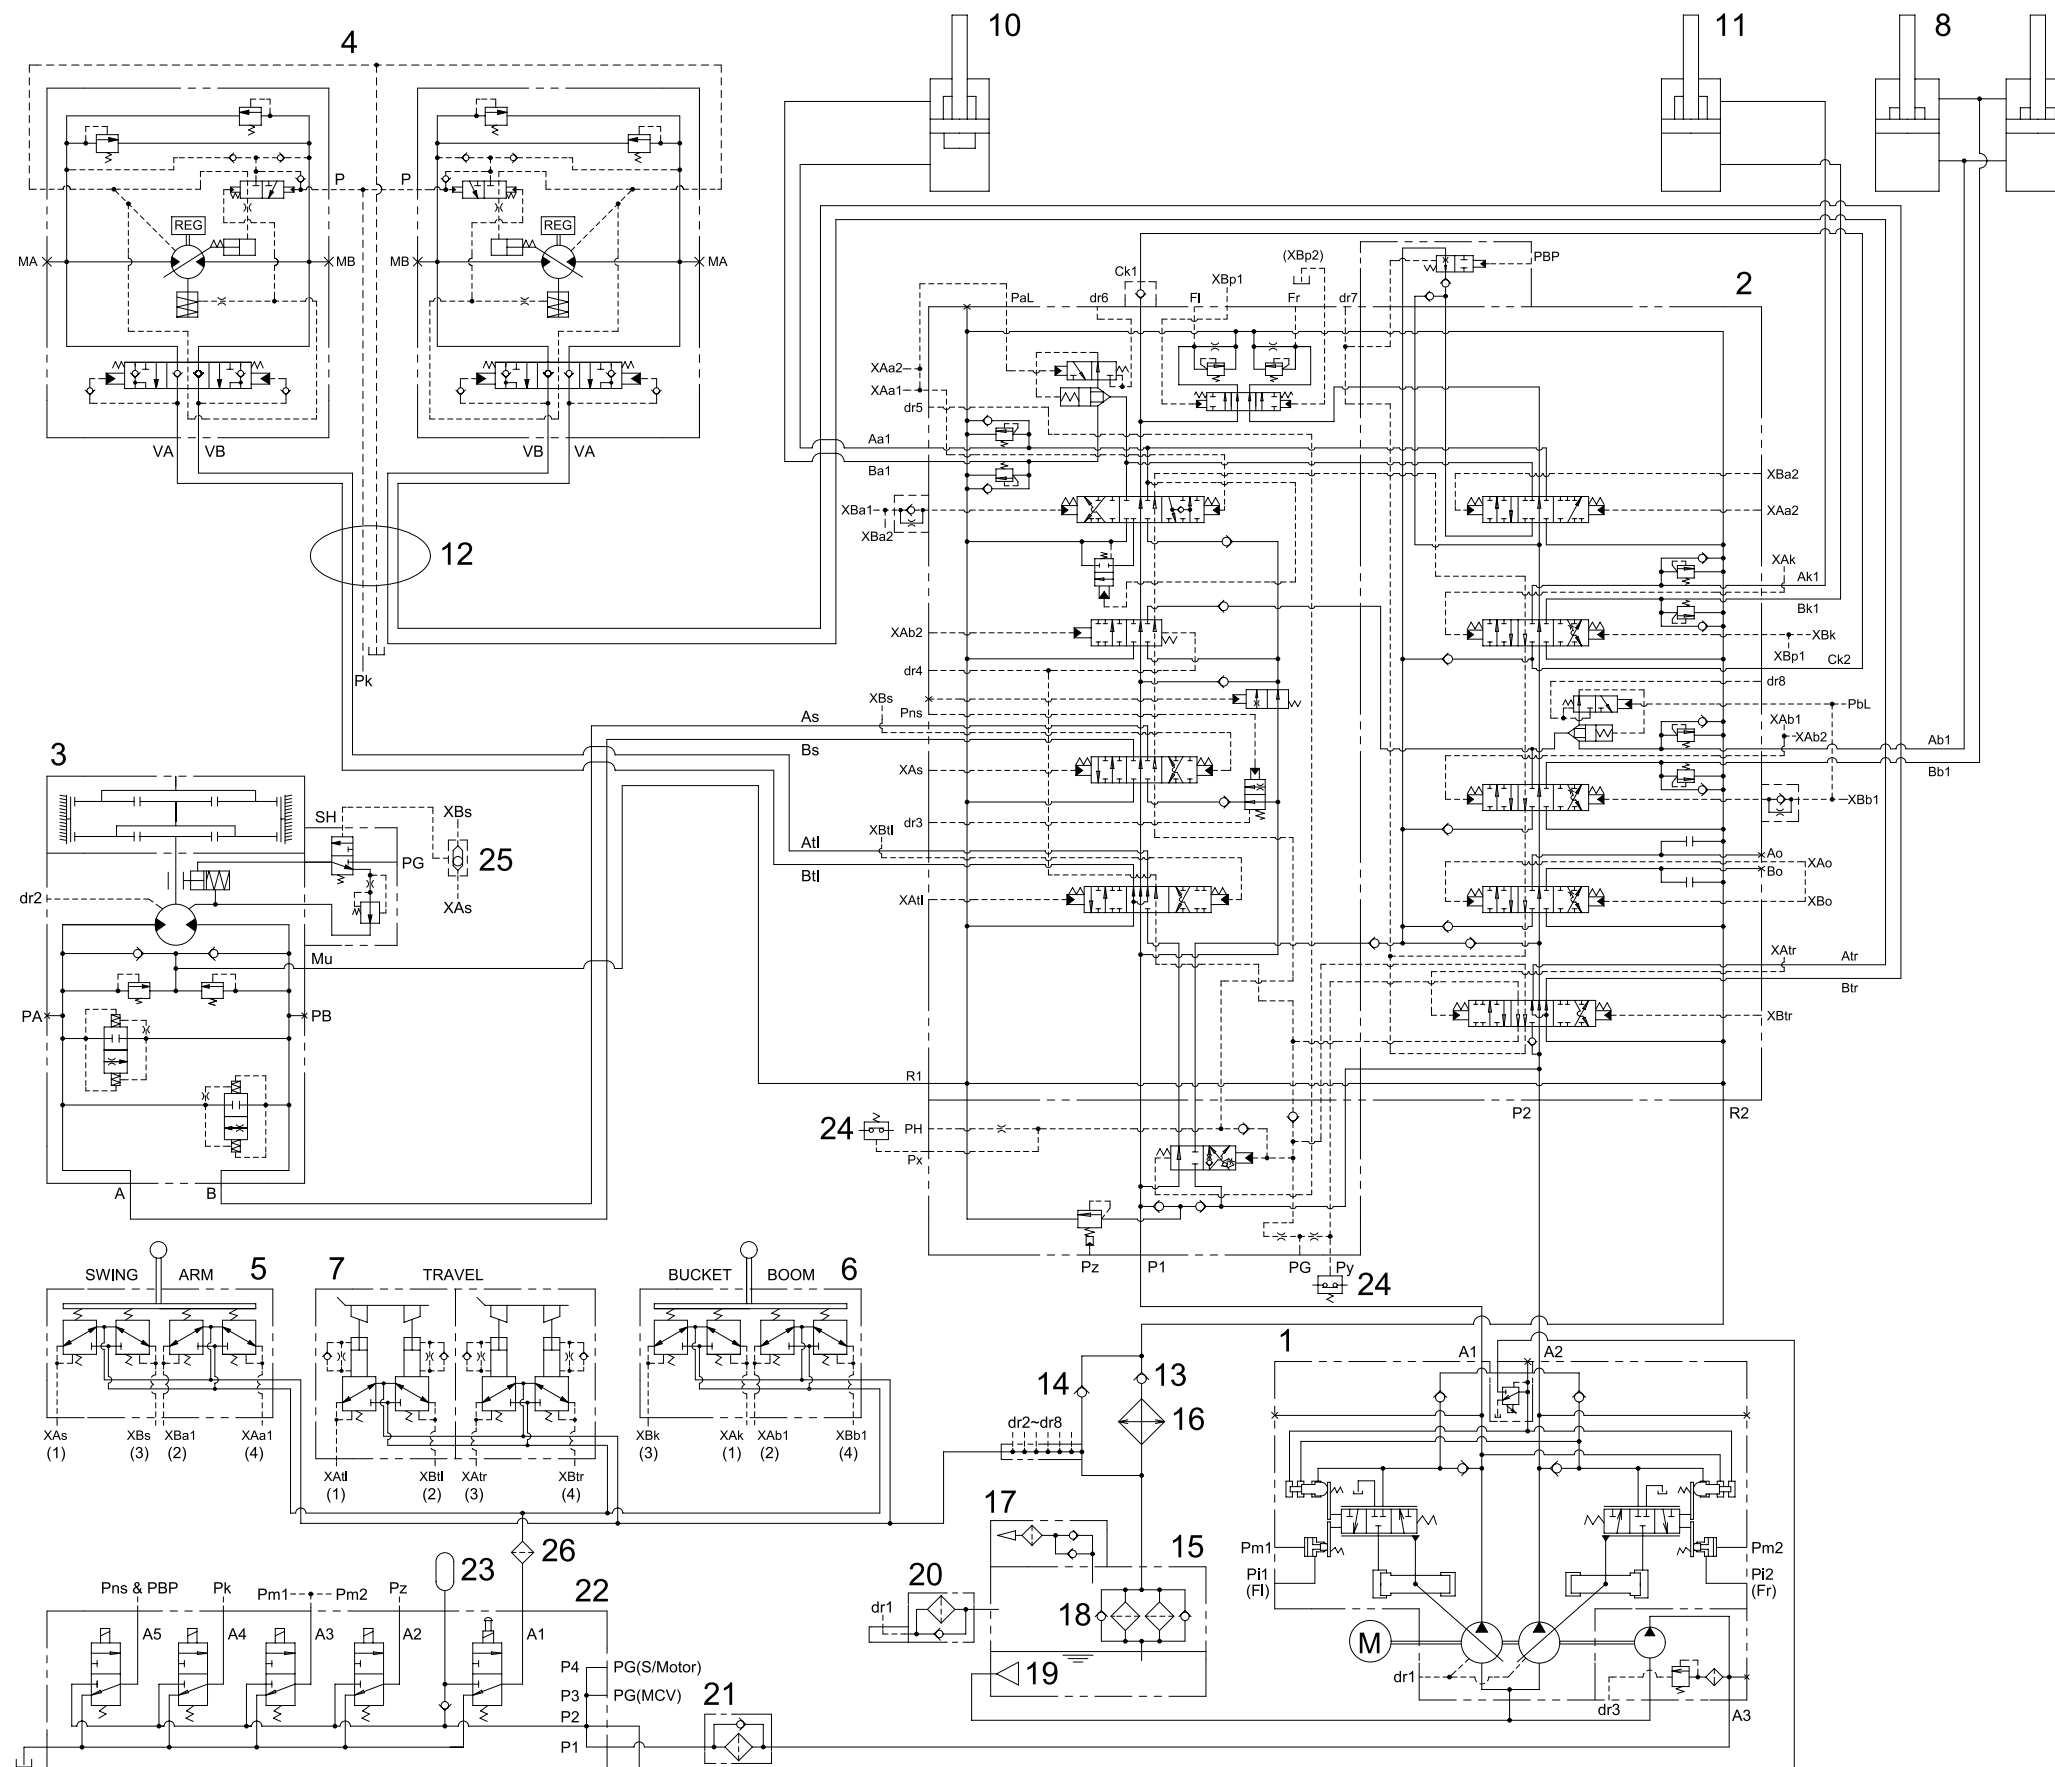 4
10
11
8
P
P
REG
REG
MA
MB
MB
MA
VA
VB
VB
VA
12
Pk
2
PBP
(XBp2)
XBp1
Ck1
PaL
dr6
Fl
Fr
dr7
XAa2
XAa1
dr5
Aa1
Ba1
XBa1
XBa2
XBa2
XAa2
XAk
Ak1
Bk1
XBk
XBp1
Ck2
dr8
PbL
XAb1
XAb2
Ab1
Bb1
XBb1
XAb2
dr4
XBs
Pns
As
Bs
XAs
dr3
XBtl
Atl
Btl
XAtl
Ao
Bo
XAo
XBo
XAtr
Atr
Btr
XBtr
R1
P2
R2
24
PH
Px
Pz
P1
PG
Py
24
3
SH
XBs
PG
25
XAs
dr2
Mu
PA
PB
A
B
SWING
ARM
5
7
TRAVEL
BUCKET
BOOM
6
XAs
(1)
XBs
(3)
XBa1
(2)
XAa1
(4)
XAtl
(1)
XBtl
(2)
XAtr
(3)
XBtr
(4)
XBk
(3)
XAk
(1)
XAb1
(2)
XBb1
(4)
1
A1
A2
14
13
16
dr2~dr8
17
15
20
dr1
18
19
Pm1
Pi1
(Fl)
Pm2
Pi2
(Fr)
M
dr1
dr3
A3
26
23
22
Pns & PBP
Pk
Pm1
Pm2
Pz
A5
A4
A3
A2
A1
P4
PG(S/Motor)
P3
PG(MCV)
P2
P1
21